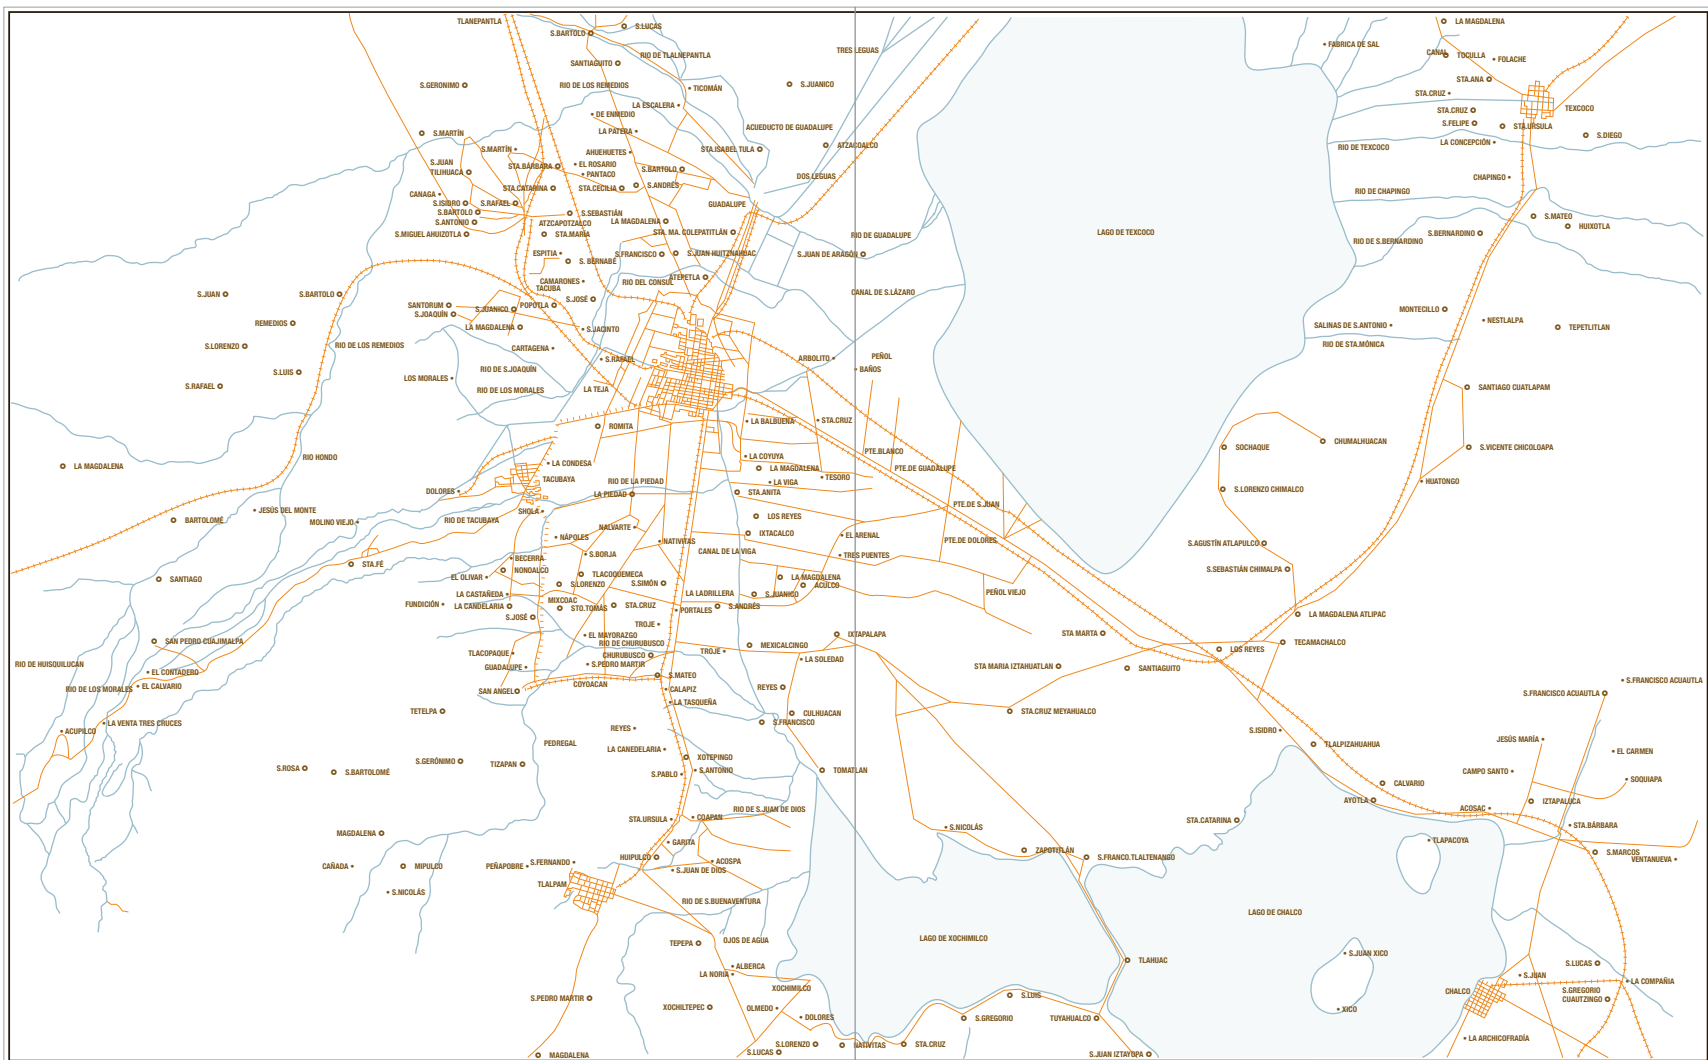 TLANEPANTLA
S.LUCAS
S.BARTOLO
LA MAGDALENA
FABRICA DE SAL
RIO DE TLALNEPANTLA
TRES LEGUAS
CANAL
TOCULLA
FOLACHE
SANTIAGUITO
S.GERONIMO
RIO DE LOS REMEDIOS
TICOMÁN
S.JUANICO
STA.ANA
STA.CRUZ
LA ESCALERA
STA.CRUZ
TEXCOCO
DE ENMEDIO
S.FELIPE
STA.URSULA
S.MARTÍN
LA PATERA
ACUEDUCTO DE GUADALUPE
S.DIEGO
S.MARTÍN
AHUEHUETES
STA.ISABEL TULA
ATZACOALCO
RIO DE TEXCOCO
LA CONCEPCIÓN
S.JUAN
TILIHUACA
STA.BÁRBARA
EL ROSARIO
PANTACO
S.BARTOLO
DOS LEGUAS
CHAPINGO
CANAGA
STA.CATARINA
STA.CECILIA
S.ANDRÉS
RIO DE CHAPINGO
S.ISIDRO
S.RAFAEL
GUADALUPE
S.BARTOLO
S.SEBASTIÁN
S.MATEO
S.ANTONIO
ATZCAPOTZALCO
LA MAGDALENA
HUIXOTLA
S.MIGUEL AHUIZOTLA
STA.MARÍA
STA. MA. COLEPATITLÁN
RIO DE GUADALUPE
LAGO DE TEXCOCO
RIO DE S.BERNARDINO
S.BERNARDINO
ESPITIA
S. BERNABÉ
S.FRANCISCO
S.JUAN HUITZNAHUAC
S.JUAN DE ARAGÓN
CAMARONES
TACUBA
RIO DEL CONSUL
ATEPETLA
CANAL DE S.LÁZARO
S.JUAN
S.BARTOLO
SANTORUM
S.JUANICO
POPOTLA
S.JOSÉ
S.JOAQUÍN
MONTECILLO
REMEDIOS
LA MAGDALENA
S.JACINTO
SALINAS DE S.ANTONIO
NESTLALPA
TEPETLITLAN
S.LORENZO
RIO DE LOS REMEDIOS
CARTAGENA
RIO DE STA.MÓNICA
S.RAFAEL
ARBOLITO
PEÑOL
BAÑOS
S.LUIS
RIO DE S.JOAQUÍN
LOS MORALES
S.RAFAEL
RIO DE LOS MORALES
LA TEJA
SANTIAGO CUATLAPAM
ROMITA
LA BALBUENA
STA.CRUZ
CHUMALHUACAN
RIO HONDO
PTE.BLANCO
SOCHAQUE
S.VICENTE CHICOLOAPA
LA MAGDALENA
LA CONDESA
LA COYUYA
LA MAGDALENA
PTE.DE GUADALUPE
TACUBAYA
RIO DE LA PIEDAD
LA VIGA
TESORO
HUATONGO
DOLORES
LA PIEDAD
STA.ANITA
S.LORENZO CHIMALCO
JESÚS DEL MONTE
SHOLA
PTE.DE S.JUAN
BARTOLOMÉ
MOLINO VIEJO
RIO DE TACUBAYA
LOS REYES
NÁPOLES
NALVARTE
IXTACALCO
EL ARENAL
PTE.DE DOLORES
NATIVITAS
S.AGUSTÍN ATLAPULCO
BECERRA
S.BORJA
CANAL DE LA VIGA
TRES PUENTES
STA.FÉ
NONOALCO
S.SEBASTIÁN CHIMALPA
SANTIAGO
EL OLIVAR
TLACOQUEMECA
S.LORENZO
S.SIMÓN
LA MAGDALENA
ACULCO
LA CASTAÑEDA
LA LADRILLERA
S.JUANICO
PEÑOL VIEJO
FUNDICIÓN
LA CANDELARIA
MIXCOAC
STO.TOMÁS
STA.CRUZ
PORTALES
S.ANDRÉS
LA MAGDALENA ATLIPAC
S.JOSÉ
TROJE
STA MARTA
SAN PEDRO CUAJIMALPA
EL MAYORAZGO
RIO DE CHURUBUSCO
MEXICALCINGO
IXTAPALAPA
TECAMACHALCO
LOS REYES
TLACOPAQUE
CHURUBUSCO
TROJE
LA SOLEDAD
RIO DE HUISQUILUCAN
GUADALUPE
S.PEDRO MARTIR
STA MARIA IZTAHUATLAN
SANTIAGUITO
EL CONTADERO
S.MATEO
S.FRANCISCO ACUAUTLA
RIO DE LOS MORALES
EL CALVARIO
SAN ANGEL
COYOACAN
CALAPIZ
REYES
S.FRANCISCO ACUAUTLA
LA TASQUEÑA
TETELPA
CULHUACAN
STA.CRUZ MEYAHUALCO
LA VENTA TRES CRUCES
S.FRANCISCO
ACUPILCO
REYES
S.ISIDRO
JESÚS MARÍA
PEDREGAL
LA CANEDELARIA
TLALPIZAHUAHUA
EL CARMEN
XOTEPINGO
S.GERÓNIMO
TIZAPAN
S.ROSA
S.BARTOLOMÉ
S.PABLO
S.ANTONIO
TOMATLAN
CAMPO SANTO
CALVARIO
SOQUIAPA
AYOTLA
IZTAPALUCA
RIO DE S.JUAN DE DIOS
ACOSAC
STA.URSULA
COAPAN
STA.CATARINA
S.NICOLÁS
STA.BÁRBARA
MAGDALENA
GARITA
TLAPACOYA
HUIPULCO
ZAPOTITLÁN
S.MARCOS
CAÑADA
MIPULCO
PEÑAPOBRE
S.FERNANDO
ACOSPA
S.FRANCO.TLALTENANGO
VENTANUEVA
S.JUAN DE DIOS
TLALPAM
S.NICOLÁS
RIO DE S.BUENAVENTURA
LAGO DE CHALCO
TEPEPA
OJOS DE AGUA
LAGO DE XOCHIMILCO
S.JUAN XICO
TLAHUAC
S.LUCAS
ALBERCA
LA NORIA
S.JUAN
LA COMPAÑIA
XOCHIMILCO
CHALCO
S.GREGORIO
CUAUTZINGO
S.PEDRO MARTIR
S.LUIS
XOCHILTEPEC
OLMEDO
XICO
DOLORES
S.GREGORIO
TUYAHUALCO
LA ARCHICOFRADÍA
S.LORENZO
NATIVITAS
STA.CRUZ
MAGDALENA
S.LUCAS
S.JUAN IZTAYOPA